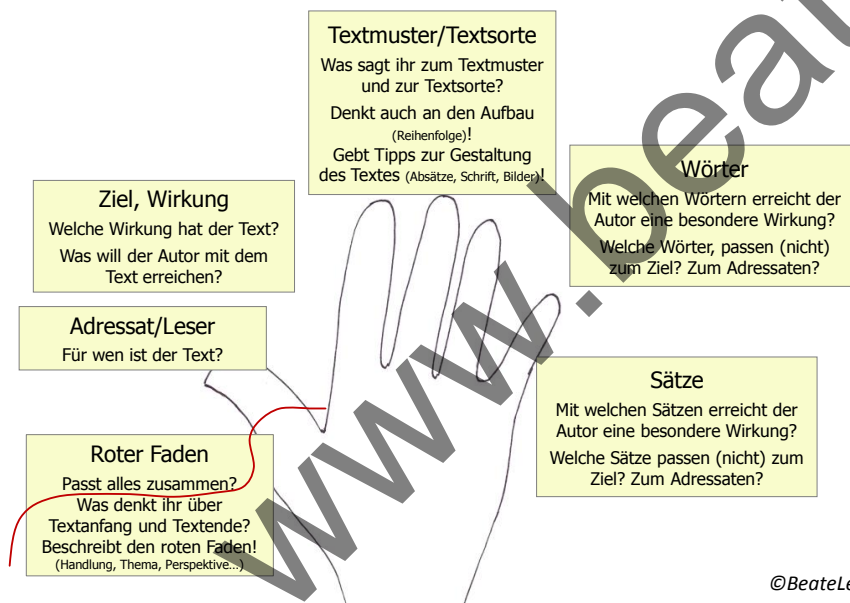 Textmuster/Textsorte
Was sagt ihr zum Textmuster
und zur Textsorte?
Denkt auch an den Aufbau
(Reihenfolge)!
Gebt Tipps zur Gestaltung
des Textes (Absätze, Schrift, Bilder)!
Wörter
Mit welchen Wörtern erreicht der
Autor eine besondere Wirkung?
Welche Wörter, passen (nicht)
zum Ziel? Zum Adressaten?
Ziel, Wirkung
Welche Wirkung hat der Text?
Was will der Autor mit dem
Text erreichen?
Adressat/Leser
Für wen ist der Text?
Sätze
Mit welchen Sätzen erreicht der
Autor eine besondere Wirkung?
Welche Sätze passen (nicht) zum
Ziel? Zum Adressaten?
Roter Faden
Passt alles zusammen?
Was denkt ihr über
Textanfang und Textende?
Beschreibt den roten Faden!
(Handlung, Thema, Perspektive...)
www.beat
©BeateLe